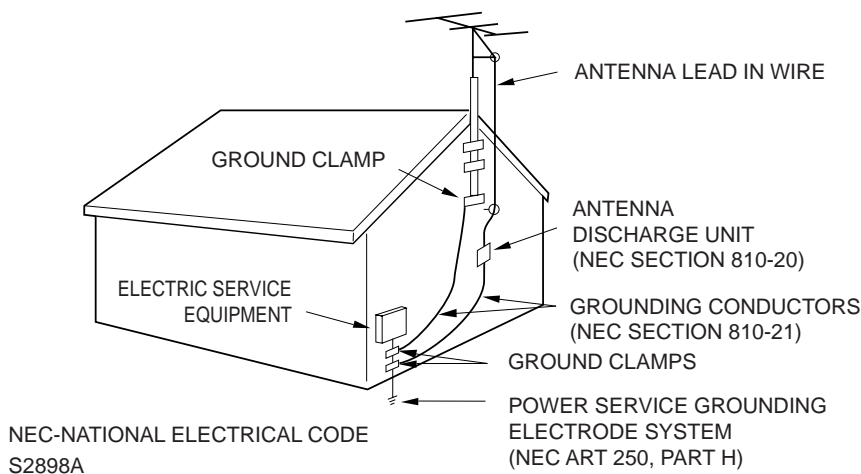 ANTENNA LEAD IN WIRE
GROUND CLAMP
ANTENNA
DISCHARGE UNIT
(NEC SECTION 810-20)
ELECTRIC SERVICE
EQUIPMENT
GROUNDING CONDUCTORS
(NEC SECTION 810-21)
GROUND CLAMPS
POWER SERVICE GROUNDING
ELECTRODE SYSTEM
(NEC ART 250, PART H)
NEC-NATIONAL ELECTRICAL CODE
S2898A